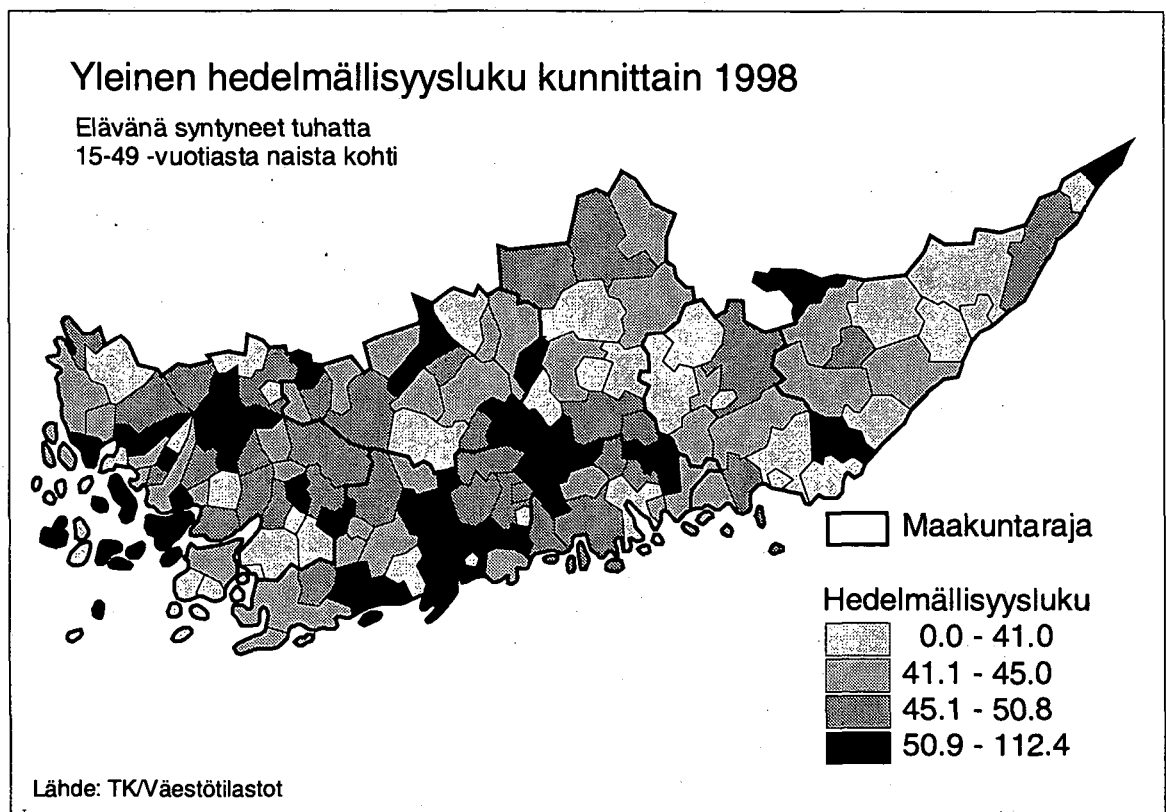 Yleinen hedelmällisyysluku kunnittain 1998
Elävänä syntyneet tuhatta
15-49 -vuotiasta naista kohti
Maakuntaraja
Hedelmällisyysluku
0.0 - 41.0
41.1 - 45.0
45.1 - 50.8
50.9 - 112.4
Lähde: TK/Väestötilastot